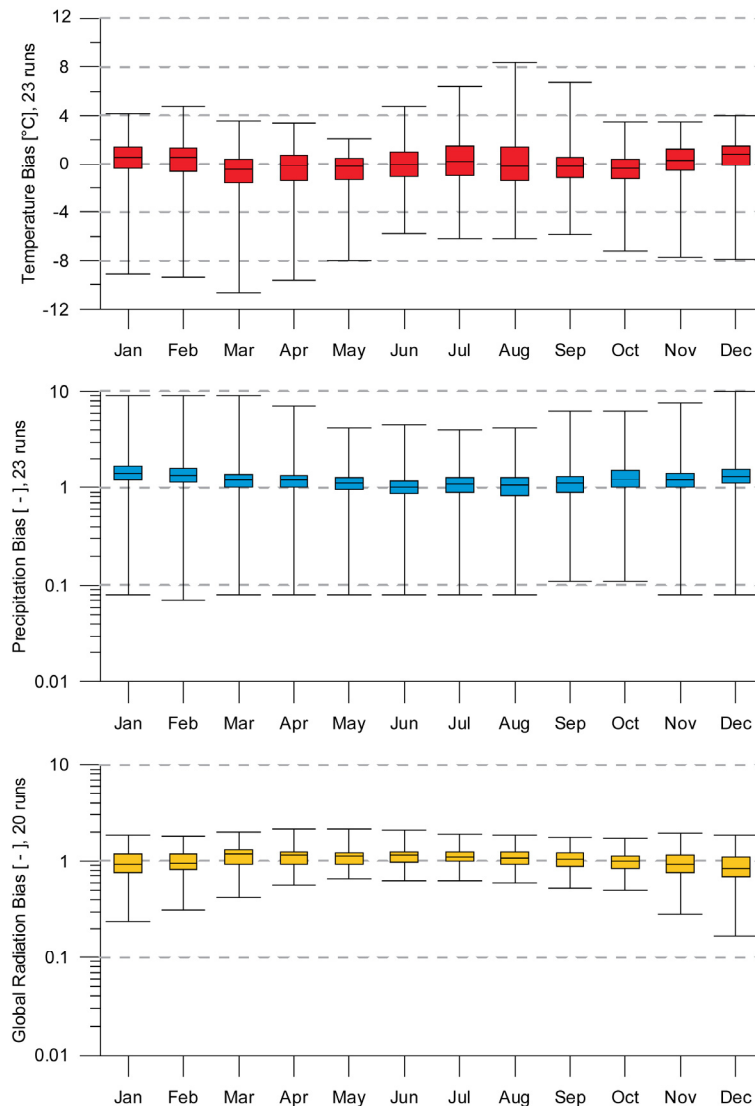 Temperature Bias [°C], 23 runs
12
8
4
0
-4
-8
-12
Jan Feb Mar Apr May Jun Jul Aug Sep Oct Nov Dec
Precipitation Bias [ - ], 23 runs
10
1
0.1
0.01
Jan Feb Mar Apr May Jun Jul Aug Sep Oct Nov Dec
Global Radiation Bias [ - ], 20 runs
10
1
0.1
0.01
Jan Feb Mar Apr May Jun Jul Aug Sep Oct Nov Dec